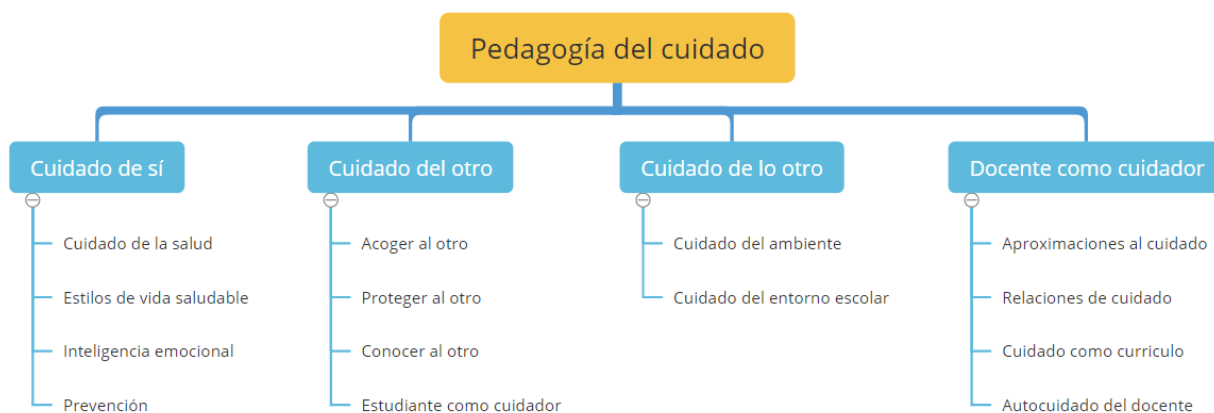 Pedagogía del cuidado
Cuidado de sí
Cuidado de la salud
Estilos de vida saludable
Inteligencia emocional
Prevención
Cuidado del otro
Acoger al otro
Proteger al otro
Conocer al otro
Estudiante como cuidador
Cuidado de lo otro
Cuidado del ambiente
Cuidado del entorno escolar
Docente como cuidador
Aproximaciones al cuidado
Relaciones de cuidado
Cuidado como curriculo
Autocuidado del docente